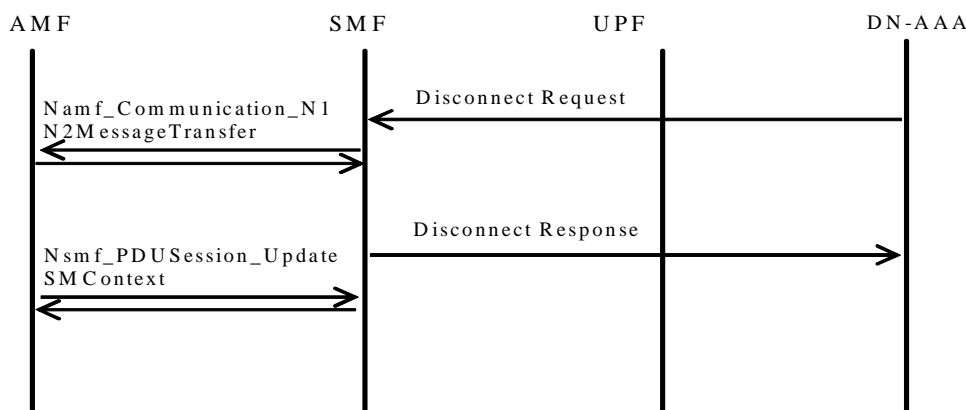 AMF
SMF
UPF
DN-AAA
Disconnect Request
Namf_Communication_N1
N2MessageTransfer
Disconnect Response
Nsmf_PDUSession_Update
SMContext